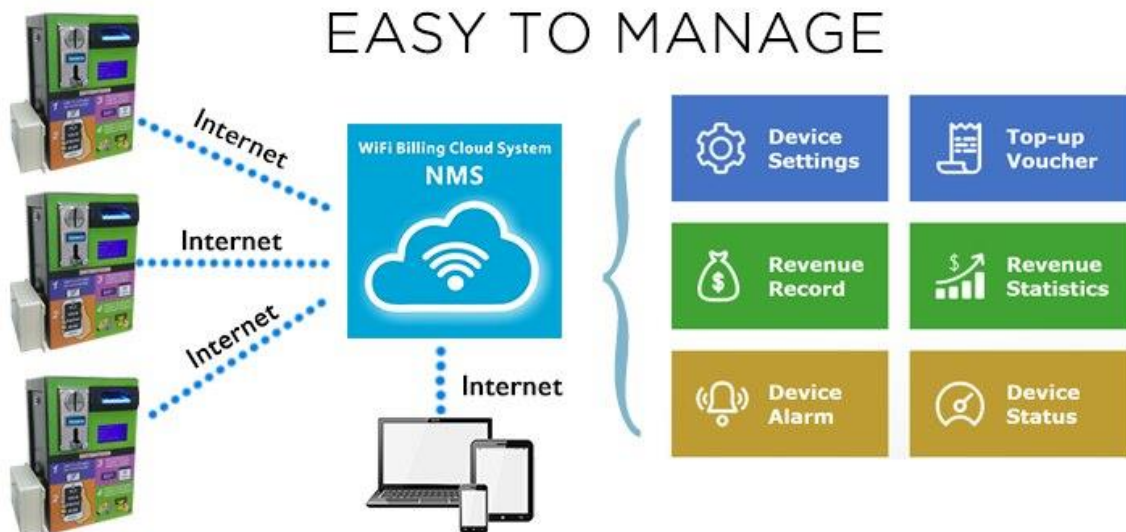 EASY TO MANAGE
Internet
Internet
Internet
WiFi Billing Cloud System
NMS
Internet
Device
Settings
Top-up
Voucher
Revenue
Record
Revenue
Statistics
Device
Alarm
Device
Status